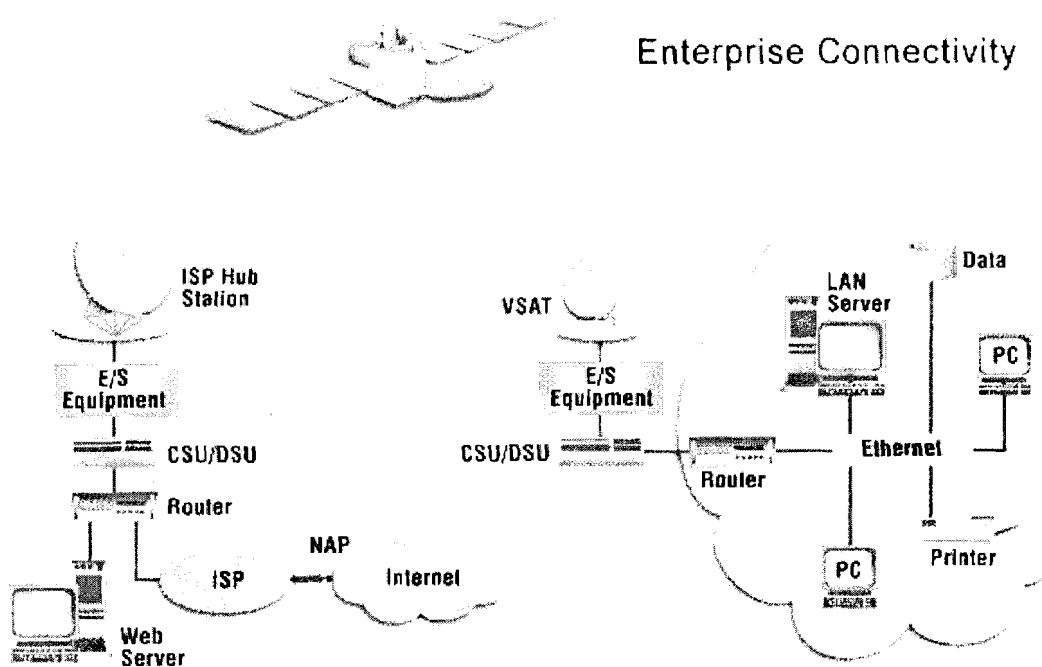 Enterprise Connectivity
ISP Hub
Station
E/S
Equipment
CSU/DSU
Router
NAP
ISP
Internet
Web
Server
VSAT
E/S
Equipment
CSU/DSU
Router
LAN
Server
Data
PC
Ethernet
Printer
PC